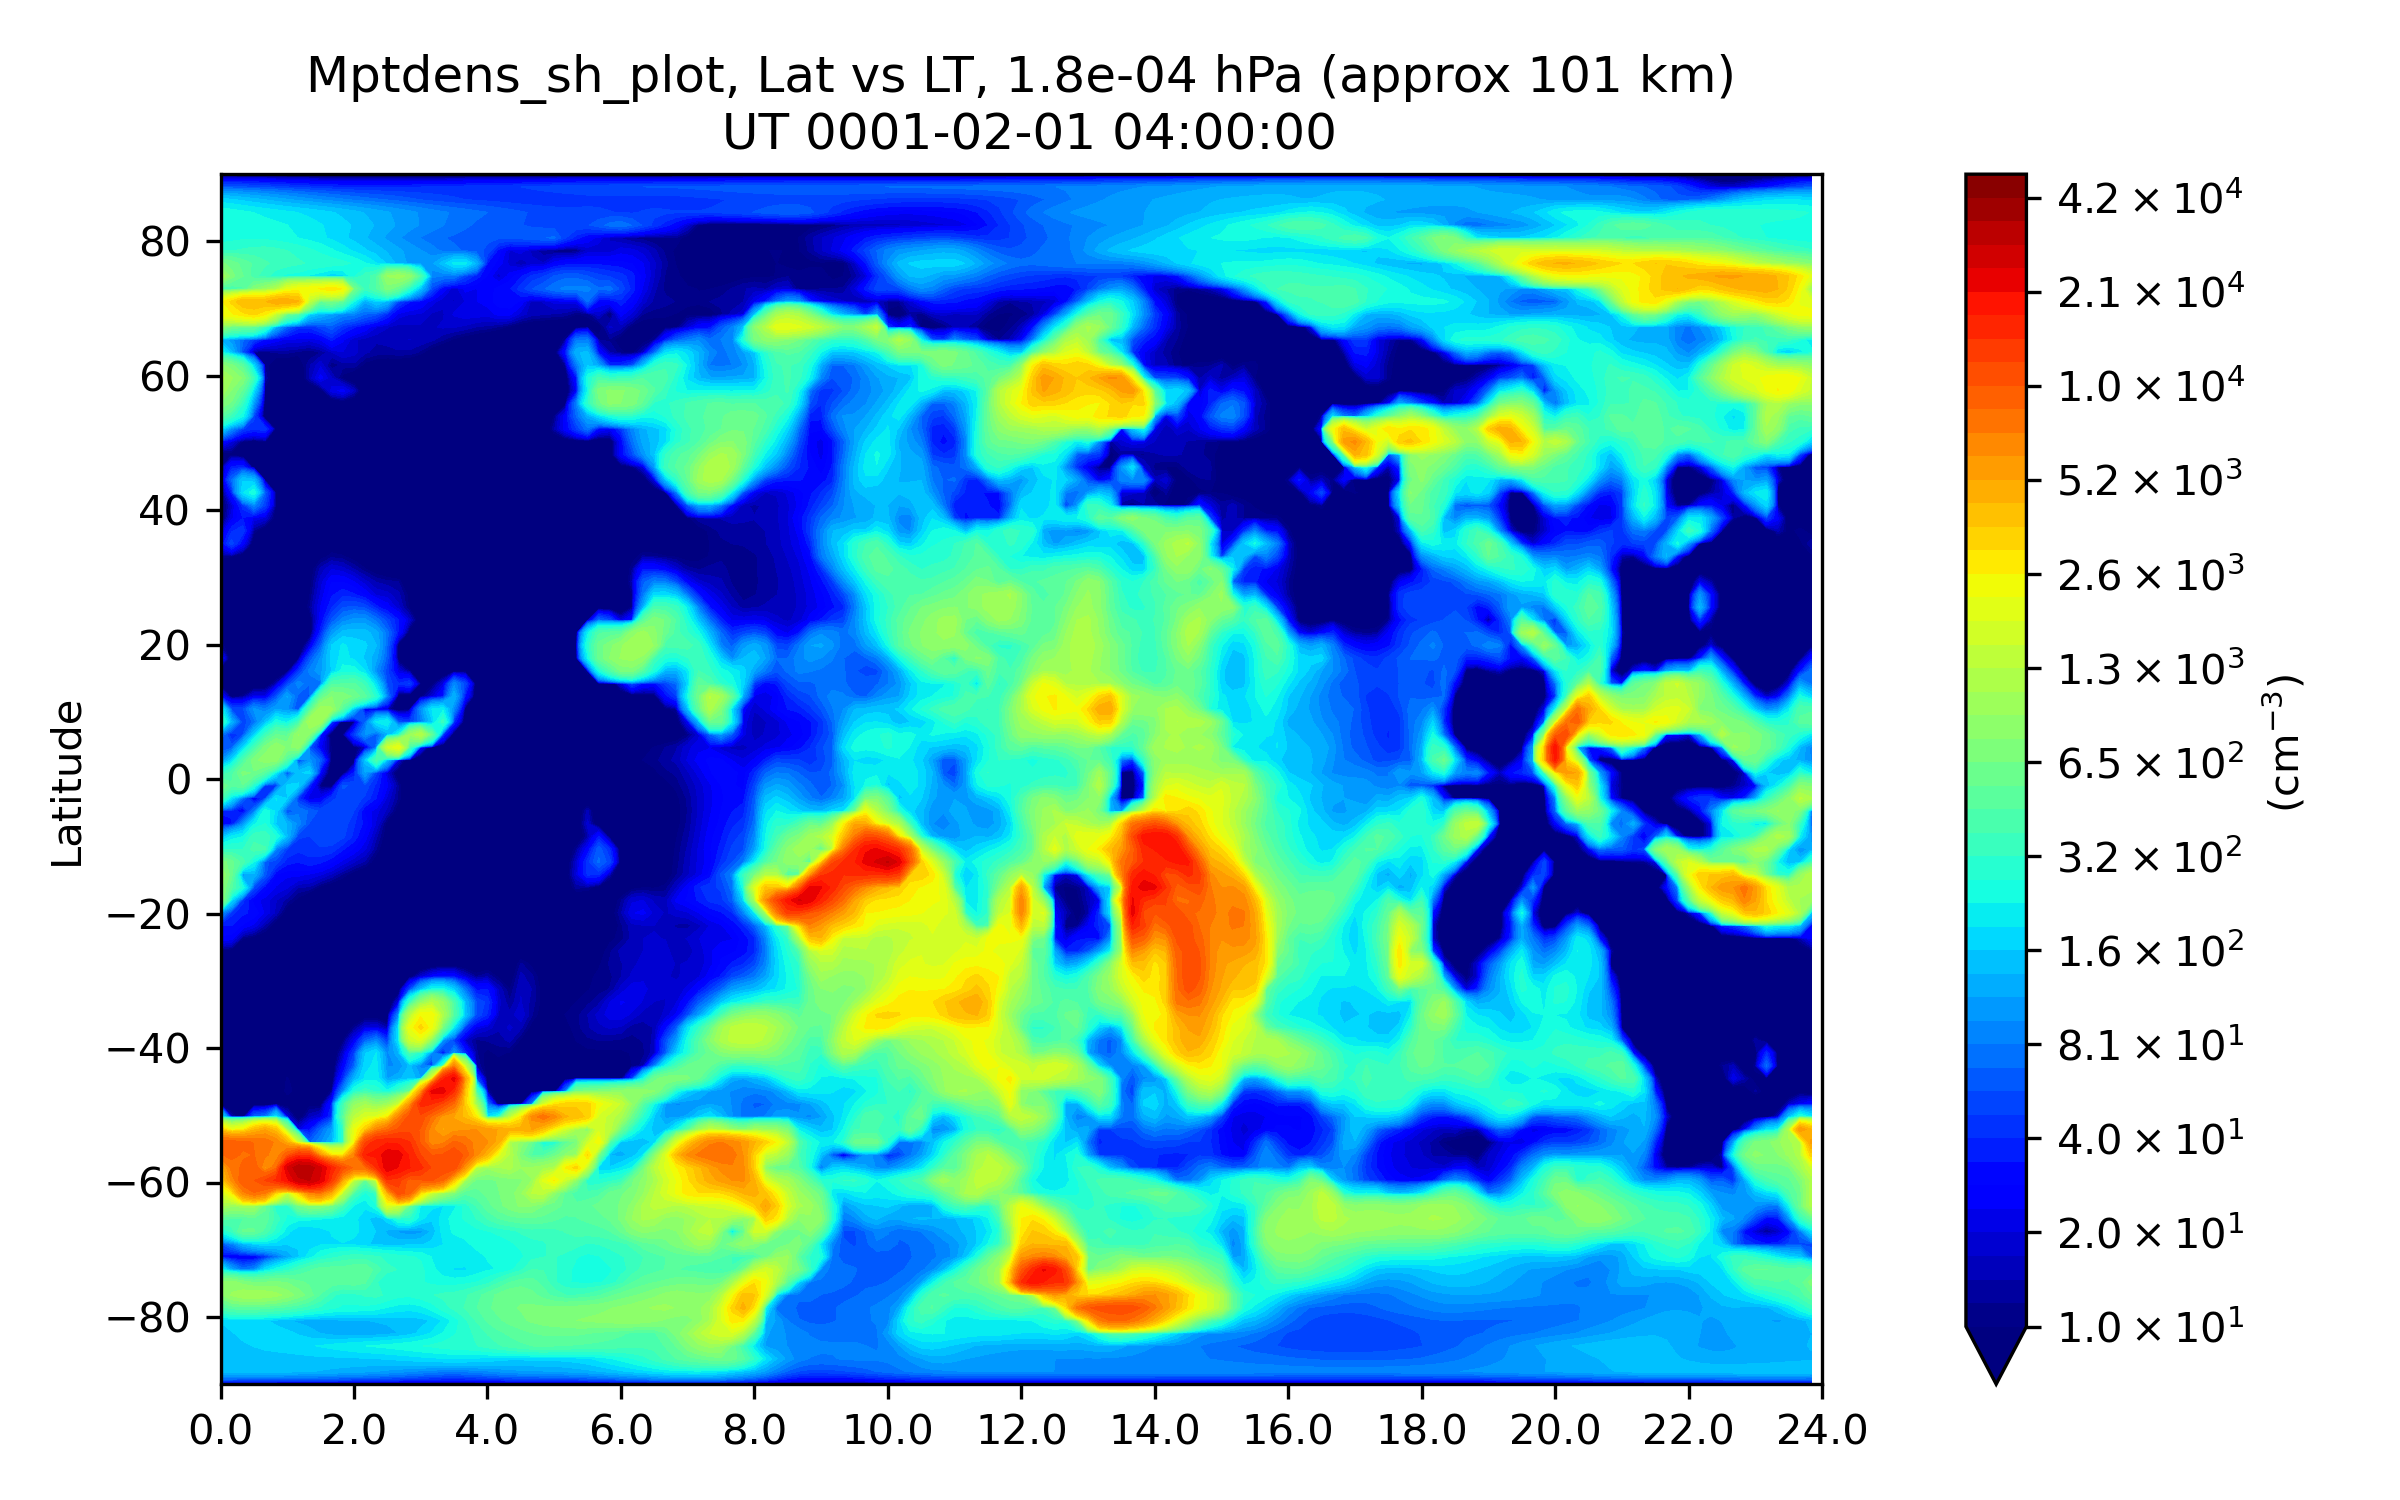 Mptdens_sh_plot, Lat vs LT, 1.8e-04 hPa (approx 101 km)
UT 0001-02-01 04:00:00
Latitude
80
60
40
20
0
−20
−40
−60
−80
0.0 2.0 4.0 6.0 8.0 10.0 12.0 14.0 16.0 18.0 20.0 22.0 24.0
4.2 × 10⁴
2.1 × 10⁴
1.0 × 10⁴
5.2 × 10³
2.6 × 10³
1.3 × 10³
6.5 × 10²
3.2 × 10²
1.6 × 10²
8.1 × 10¹
4.0 × 10¹
2.0 × 10¹
1.0 × 10¹
(cm⁻³)